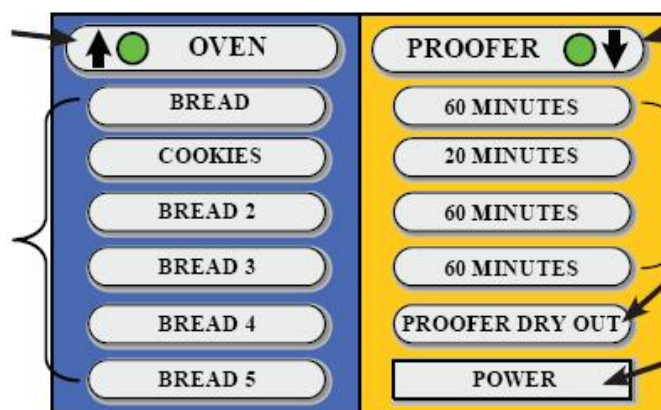 OVEN
BREAD
COOKIES
BREAD 2
BREAD 3
BREAD 4
BREAD 5
PROOFER
60 MINUTES
20 MINUTES
60 MINUTES
60 MINUTES
PROOFER DRY OUT
POWER